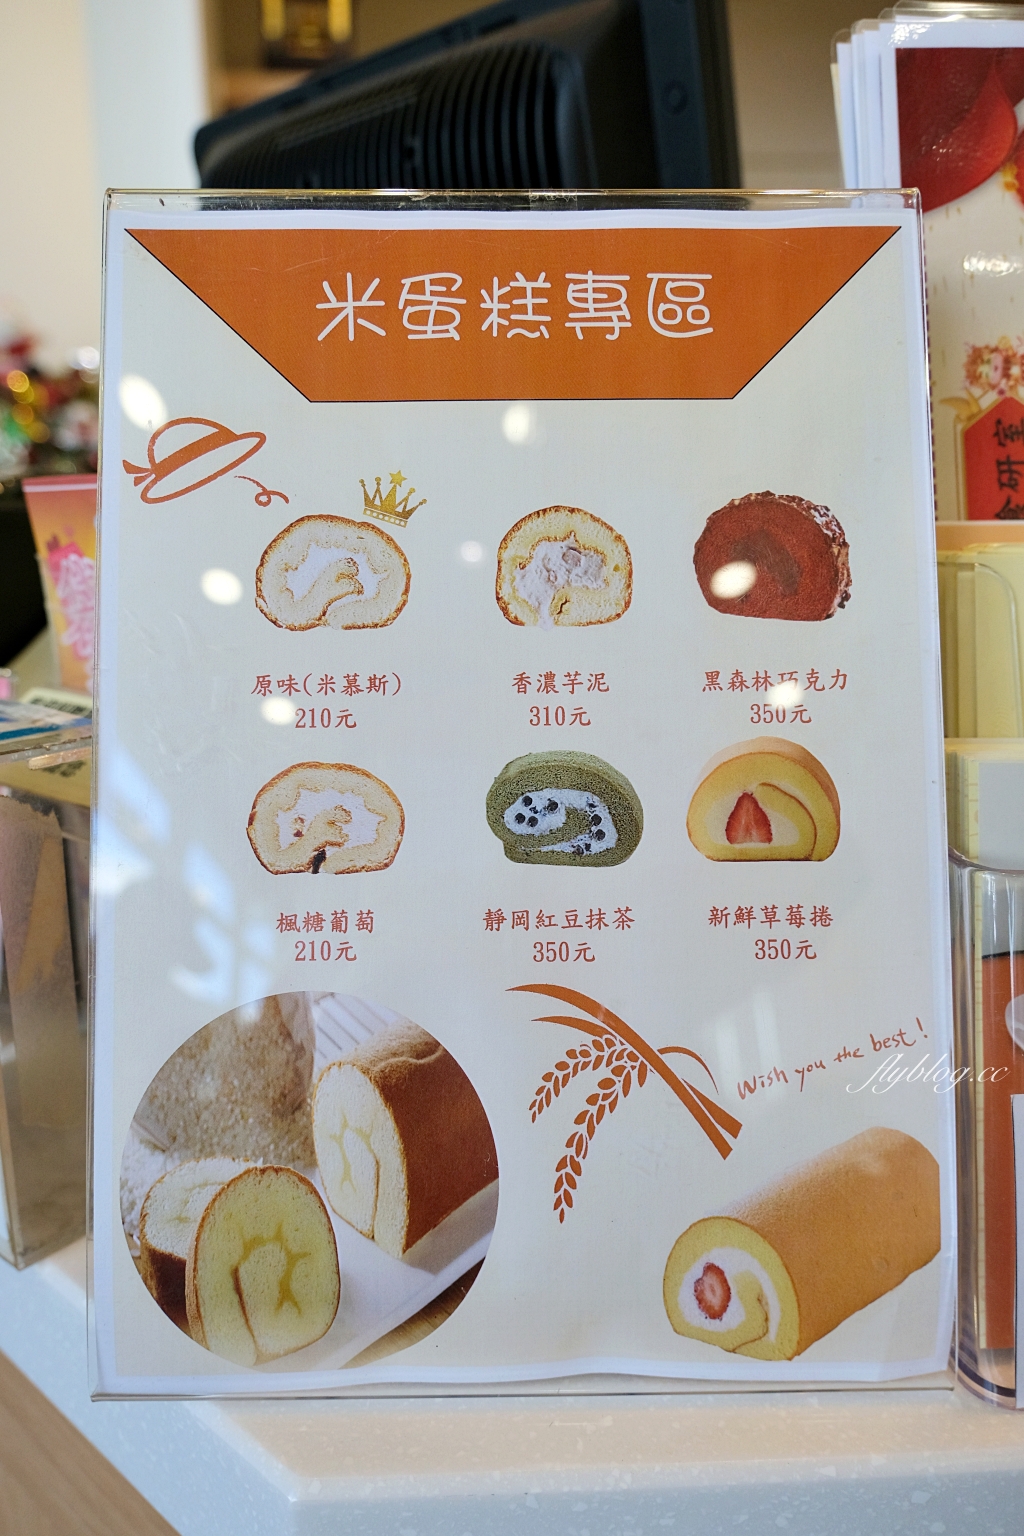 米蛋糕專區
原味(米慕斯)
210元
香濃芋泥
310元
黑森林巧克力
350元
楓糖葡萄
210元
靜岡紅豆抹茶
350元
新鮮草莓捲
350元
Wish you the best!
flyblog.cc
室
研